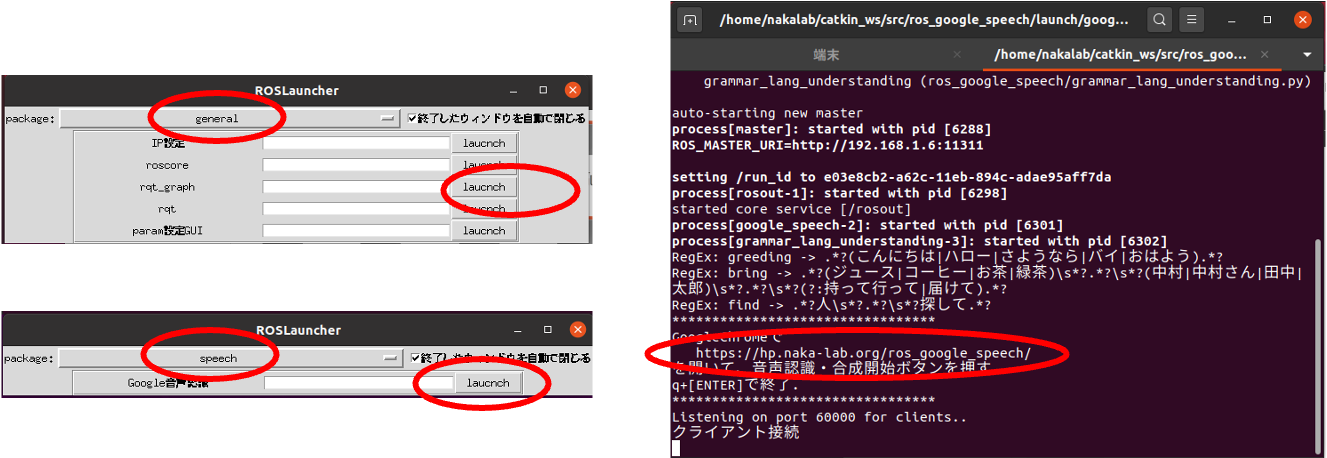 ROSLauncher
package:
general
✓終了したウィンドウを自動で閉じる
IP設定
laucnch
roscore
laucnch
rqt_graph
laucnch
rqt
laucnch
param設定GUI
laucnch
ROSLauncher
package:
speech
✓終了したウィンドウを自動で閉じる
Google音声認識
laucnch
/home/nakalab/catkin_ws/src/ros_google_speech/launch/goog…
端末
/home/nakalab/catkin_ws/src/ros_goo…
grammar_lang_understanding (ros_google_speech/grammar_lang_understanding.py)
auto-starting new master
process[master]: started with pid [6288]
ROS_MASTER_URI=http://192.168.1.6:11311
setting /run_id to e03e8cb2-a62c-11eb-894c-adae95aff7da
process[rosout-1]: started with pid [6298]
started core service [/rosout]
process[google_speech-2]: started with pid [6301]
process[grammar_lang_understanding-3]: started with pid [6302]
RegEx: greeding -> .*?(こんにちは|ハロー|さようなら|バイ|おはよう).*?
RegEx: bring -> .*?(ジュース|コーヒー|お茶|緑茶)\s*?.*?\s*?(中村|中村さん|田中|
太郎)\s*?.*?\s*?(?:持って行って|届けて).*?
RegEx: find -> .*?人\s*?.*?\s*?探して.*?
********************************
GoogleChromeで
https://hp.naka-lab.org/ros_google_speech/
を開いて，音声認識・合成開始ボタンを押す
q+[ENTER]で終了.
********************************
Listening on port 60000 for clients..
クライアント接続